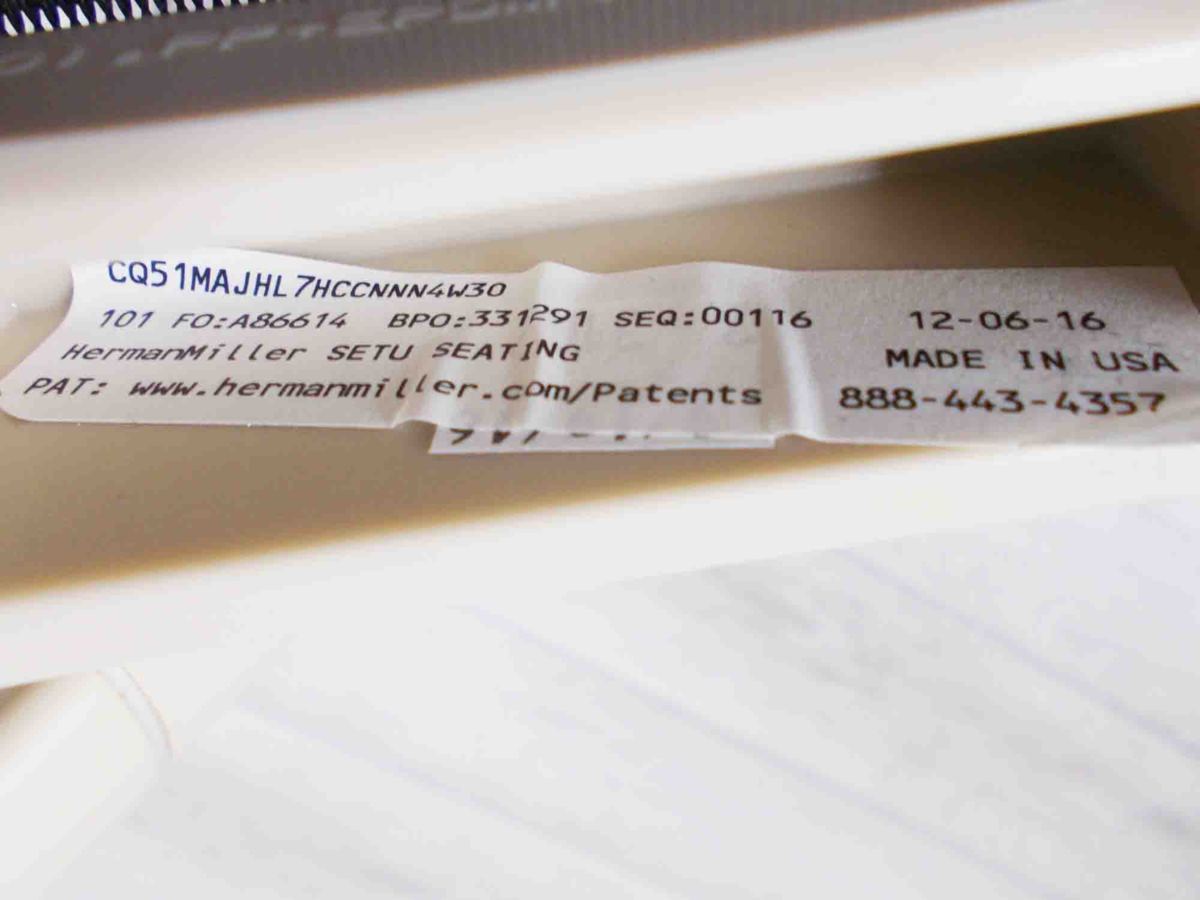 CQ51MAJHL7HCCNNN4W30
101 FO:A86614 BPO:331291 SEQ:00116 12-06-16
HermanMiller SETU SEATING MADE IN USA
PAT: www.hermanmiller.com/Patents 888-443-4357